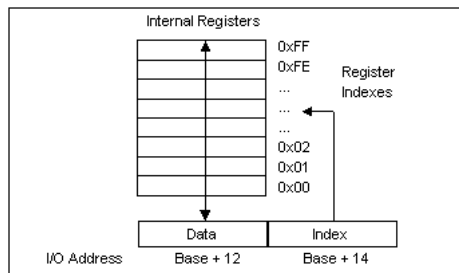 Internal Registers
0xFF
0xFE
...
...
...
0x02
0x01
0x00
Register
Indexes
Data Index
I/O Address Base + 12 Base + 14